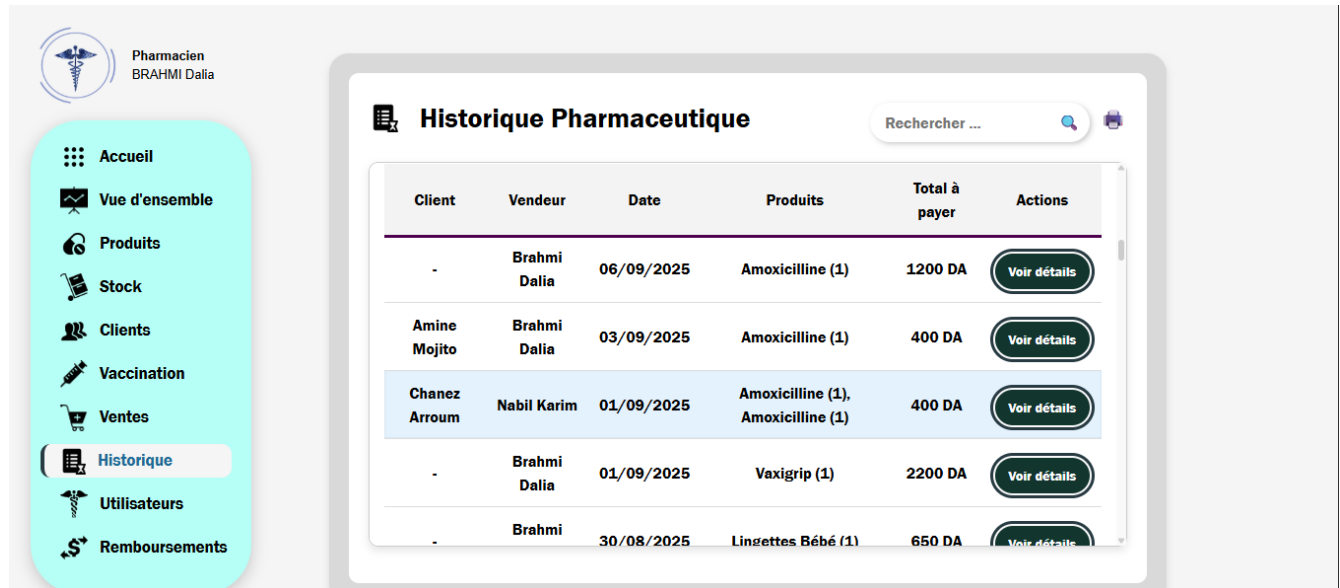 Pharmacien
BRAHMI Dalia
Accueil
Vue d'ensemble
Produits
Stock
Clients
Vaccination
Ventes
Historique
Utilisateurs
Remboursements
Historique Pharmaceutique
Rechercher ...
Client Vendeur Date Produits Total à payer Actions
- Brahmi Dalia 06/09/2025 Amoxicilline (1) 1200 DA Voir détails
Amine Mojito Brahmi Dalia 03/09/2025 Amoxicilline (1) 400 DA Voir détails
Chanez Arroum Nabil Karim 01/09/2025 Amoxicilline (1), Amoxicilline (1) 400 DA Voir détails
- Brahmi Dalia 01/09/2025 Vaxigrip (1) 2200 DA Voir détails
- Brahmi 30/08/2025 Lingettes Bébé (1) 650 DA Voir détails